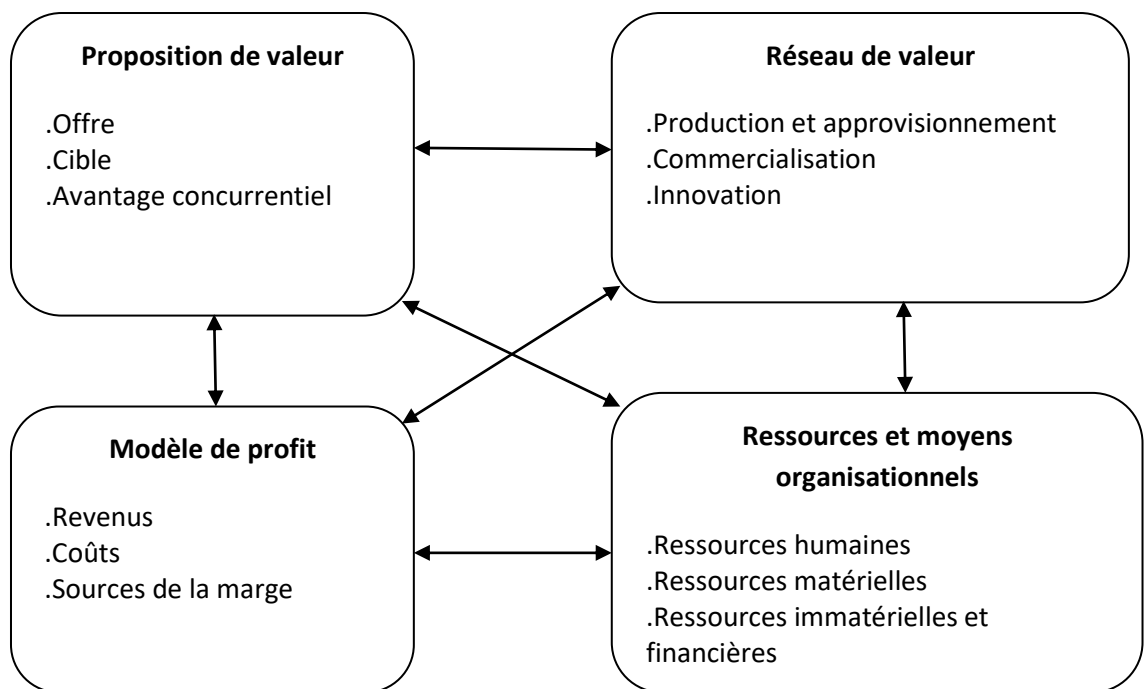 Proposition de valeur
.Offre
.Cible
.Avantage concurrentiel
Réseau de valeur
.Production et approvisionnement
.Commercialisation
.Innovation
Modèle de profit
.Revenus
.Coûts
.Sources de la marge
Ressources et moyens
organisationnels
.Ressources humaines
.Ressources matérielles
.Ressources immatérielles et
financières